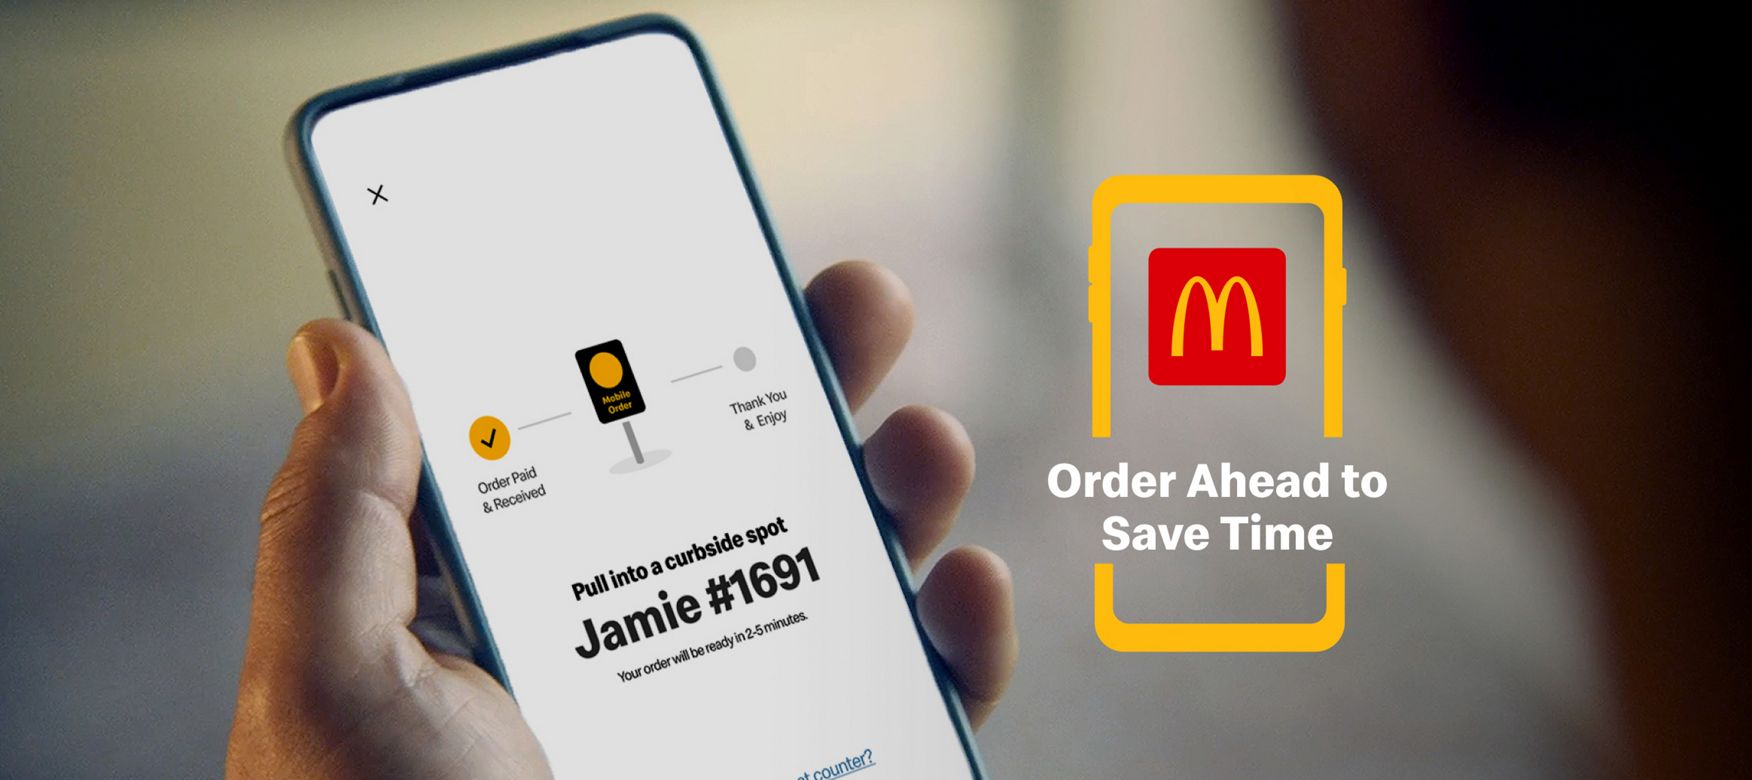 Mobile
Order
Thank You
& Enjoy
Order Paid
& Received
Pull into a curbside spot
Jamie #1691
Your order will be ready in 2-5 minutes.
counter?
Order Ahead to
Save Time